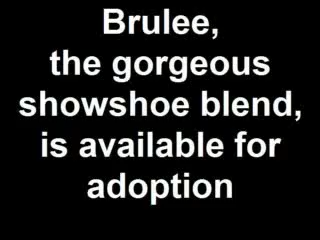 Brulee,
the gorgeous
showshoe blend,
is available for
adoption